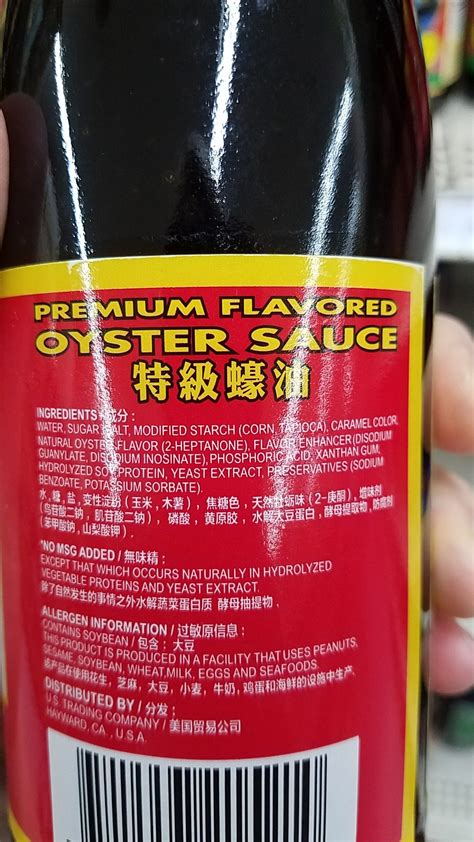 PREMIUM FLAVORED
OYSTER SAUCE
特級蠔油
INGREDIENTS / 成分 :
WATER, SUGAR, SALT, MODIFIED STARCH (CORN, TAPIOCA), CARAMEL COLOR,
NATURAL OYSTER FLAVOR (2-HEPTANONE), FLAVOR ENHANCER (DISODIUM
GUANYLATE, DISODIUM INOSINATE), PHOSPHORIC ACID, XANTHAN GUM,
HYDROLYZED SOY PROTEIN, YEAST EXTRACT, PRESERVATIVES (SODIUM
BENZOATE, POTASSIUM SORBATE).
水 , 糖 , 盐 , 变性淀粉 ( 玉米 , 木薯 ) , 焦糖色 , 天然牡蛎味 ( 2-庚酮 ) , 增味剂
( 鸟苷酸二钠 , 肌苷酸二钠 ) , 磷酸 , 黄原胶 , 水解大豆蛋白 , 酵母提取物 , 防腐剂
( 苯甲酸钠 , 山梨酸钾 ) .
*NO MSG ADDED / 無味精 :
EXCEPT THAT WHICH OCCURS NATURALLY IN HYDROLYZED
VEGETABLE PROTEINS AND YEAST EXTRACT.
除了自然发生的事情之外水解蔬菜蛋白质 酵母抽提物 .
ALLERGEN INFORMATION / 过敏原信息 :
CONTAINS SOYBEAN / 包含 : 大豆
THIS PRODUCT IS PRODUCED IN A FACILITY THAT USES PEANUTS,
SESAME, SOYBEAN, WHEAT, MILK, EGGS AND SEAFOODS.
该产品在使用花生 , 芝麻 , 大豆 , 小麦 , 牛奶 , 鸡蛋和海鲜的设施中生产
DISTRIBUTED BY / 分发 :
U.S. TRADING COMPANY / 美国贸易公司
HAYWARD, CA , U.S.A.